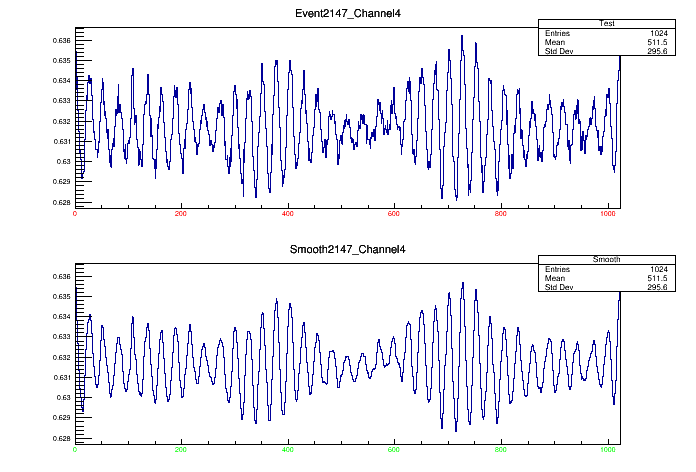 Event2147_Channel4
Test
Entries 1024
Mean 511.5
Std Dev 295.6
0.636
0.635
0.634
0.633
0.632
0.631
0.63
0.629
0.628
0 200 400 600 800 1000
Smooth2147_Channel4
Smooth
Entries 1024
Mean 511.5
Std Dev 295.6
0.636
0.635
0.634
0.633
0.632
0.631
0.63
0.629
0.628
0 200 400 600 800 1000